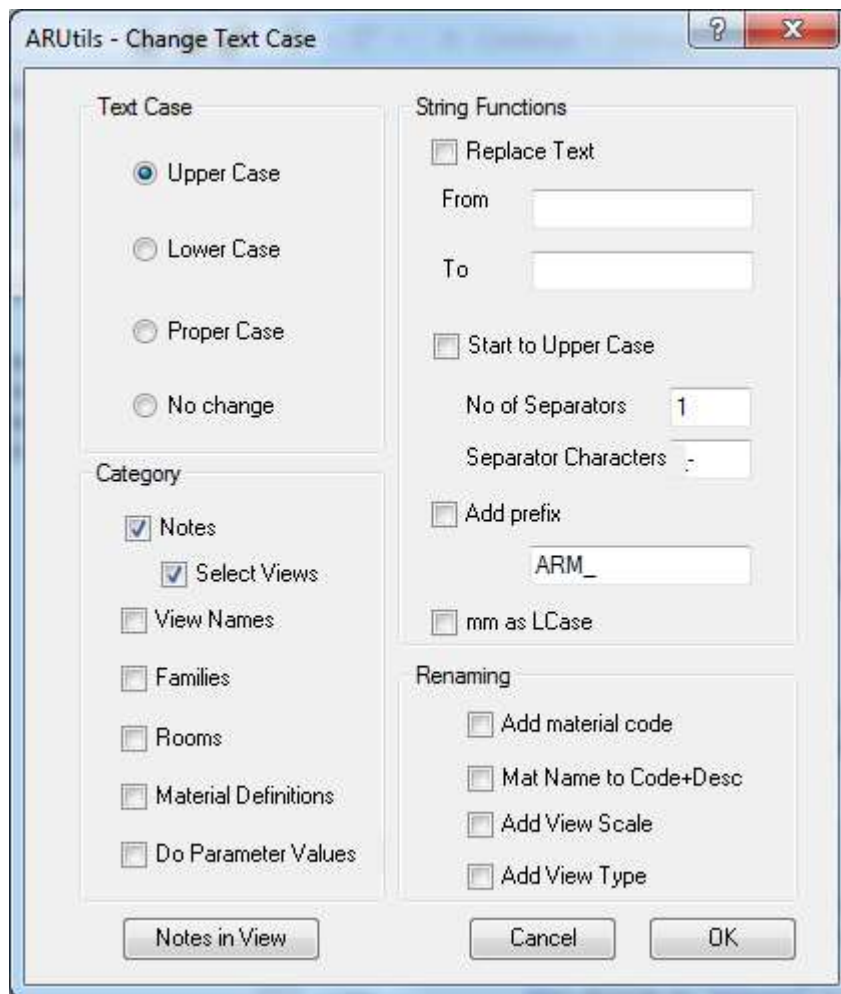 ARUtils - Change Text Case
?
Text Case
Upper Case
Lower Case
Proper Case
No change
Category
Notes
Select Views
View Names
Families
Rooms
Material Definitions
Do Parameter Values
Notes in View
String Functions
Replace Text
From
To
Start to Upper Case
No of Separators 1
Separator Characters .-
Add prefix
ARM_
mm as LCase
Renaming
Add material code
Mat Name to Code+Desc
Add View Scale
Add View Type
Cancel OK